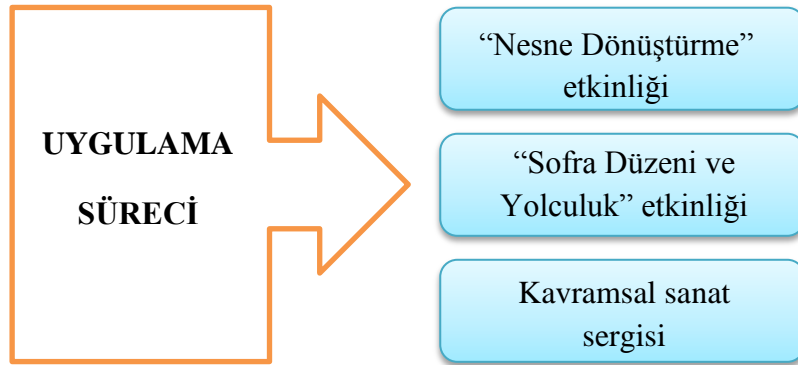 UYGULAMA
SÜRECİ
“Nesne Dönüştürme”
etkinliği
“Sofra Düzeni ve
Yolculuk” etkinliği
Kavramsal sanat
sergisi